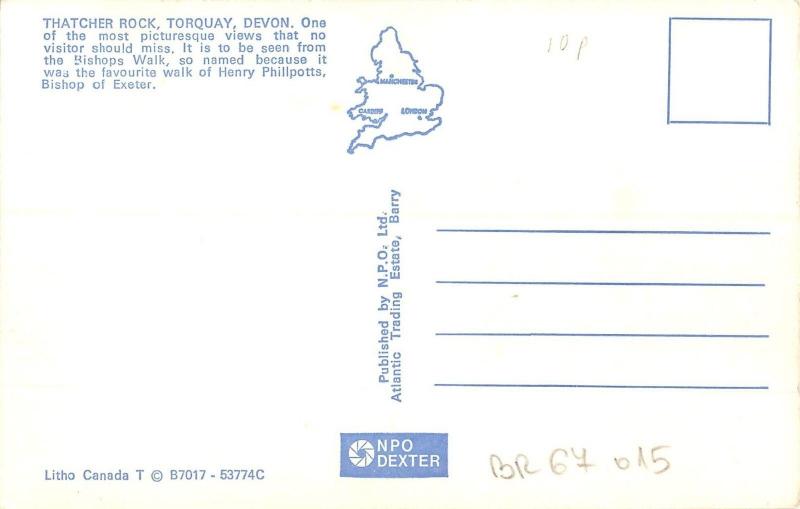 THATCHER ROCK, TORQUAY, DEVON. One
of the most picturesque views that no
visitor should miss. It is to be seen from
the Bishops Walk, so named because it
was the favourite walk of Henry Phillpotts,
Bishop of Exeter.
10p
MANCHESTER
CARDIFF LONDON
Published by N.P.O. Ltd.
Atlantic Trading Estate, Barry
NPO
DEXTER
Litho Canada T © B7017 - 53774C
BR 67 015